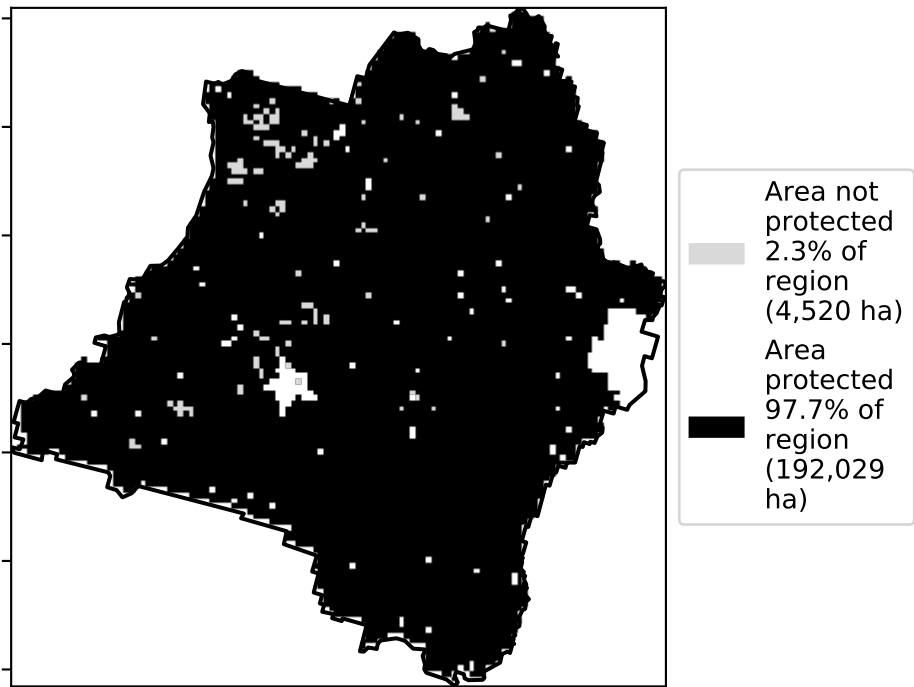 Area not
protected
2.3% of
region
(4,520 ha)
Area
protected
97.7% of
region
(192,029
ha)